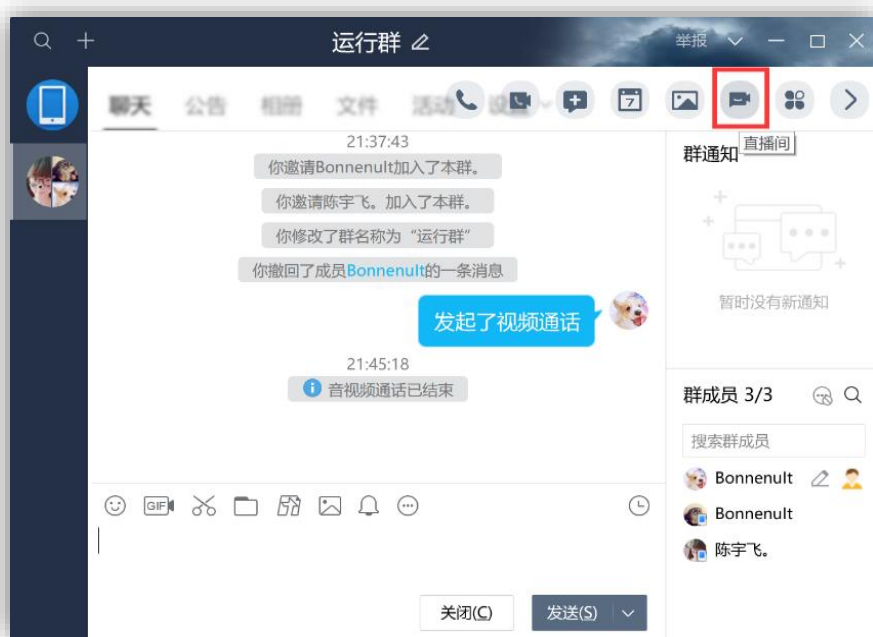 运行群
举报
聊天 公告 相册 文件 活动 设置
7
直播间
21:37:43
你邀请Bonnenult加入了本群。
你邀请陈宇飞。加入了本群。
你修改了群名称为“运行群”
你撤回了成员Bonnenult的一条消息
发起了视频通话
21:45:18
音视频通话已结束
GIF
关闭(C)
发送(S)
群通知
暂时没有新通知
群成员 3/3
搜索群成员
Bonnenult
Bonnenult
陈宇飞。